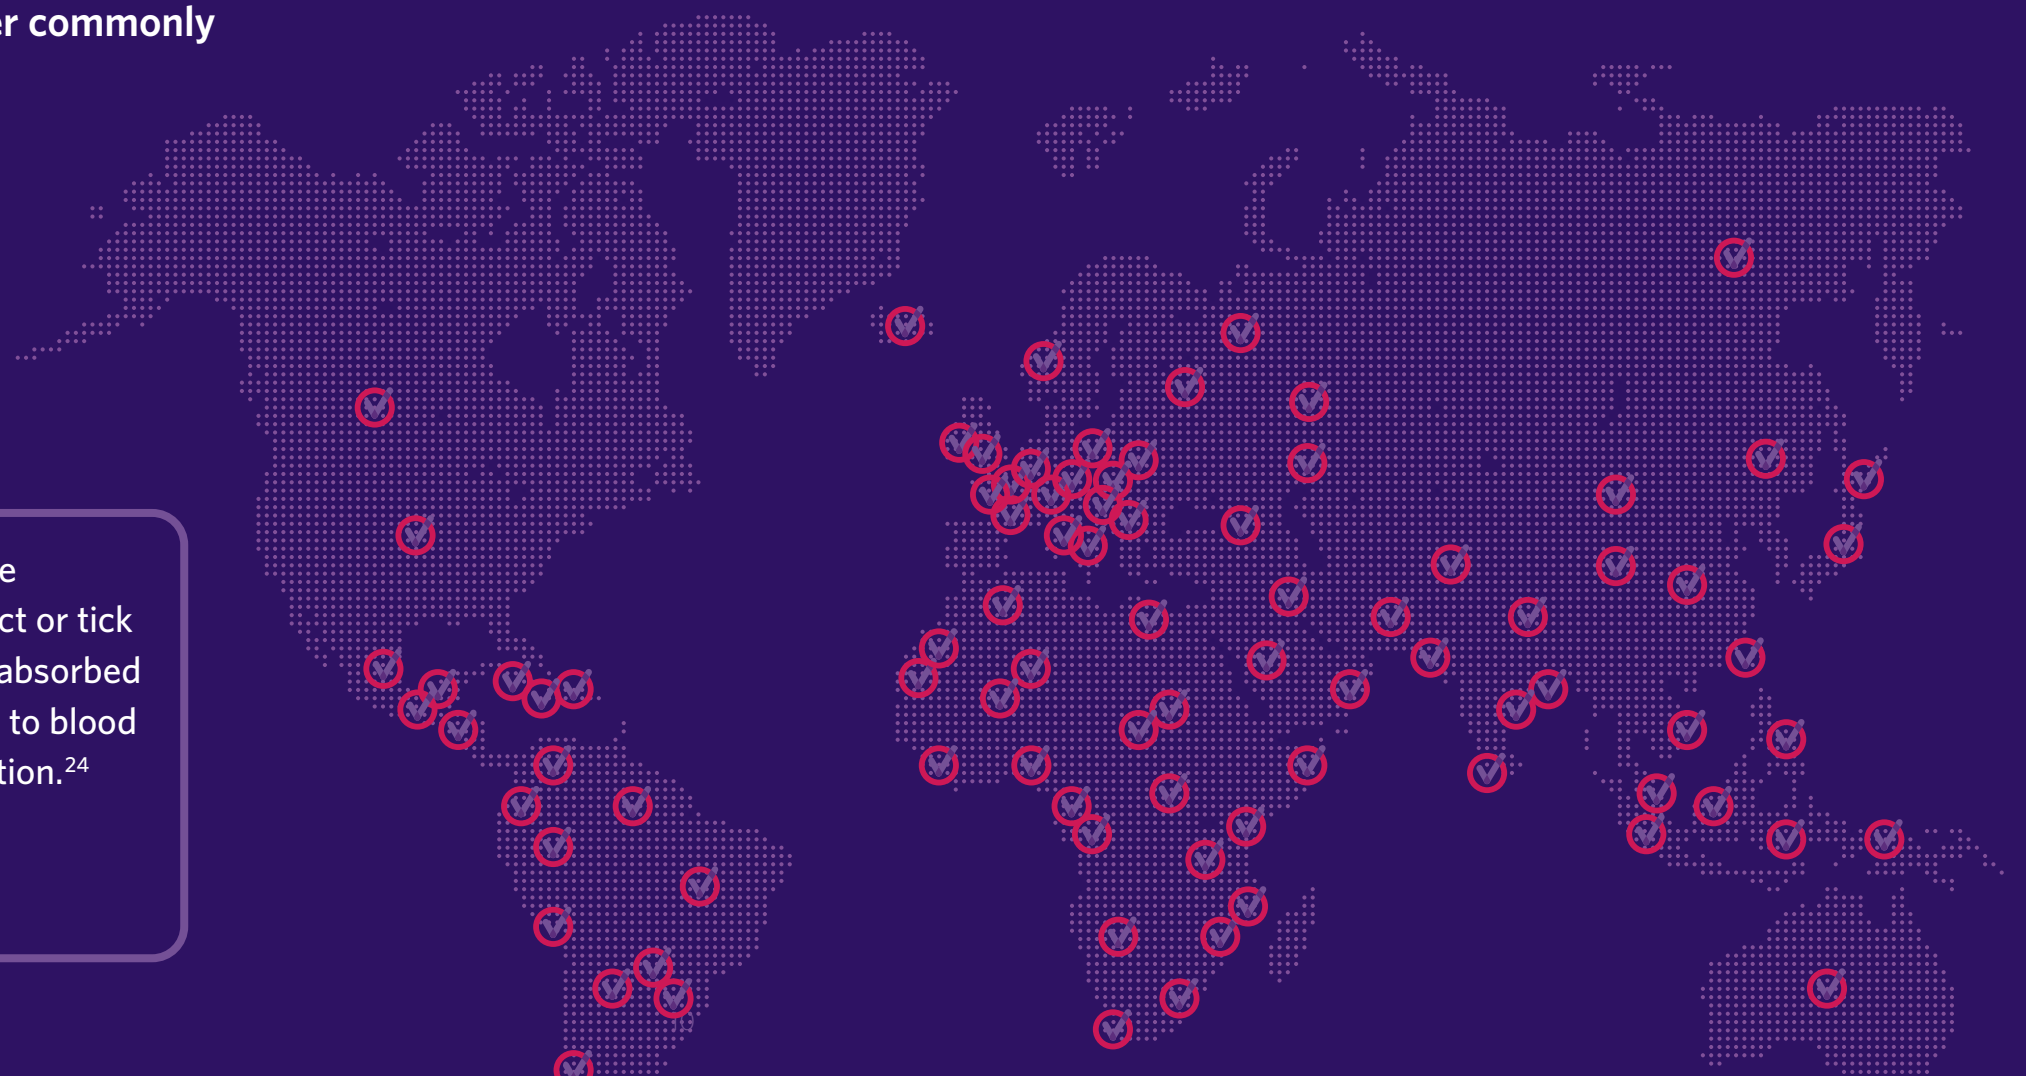 er commonly
e
ct or tick
absorbed
to blood
tion.24